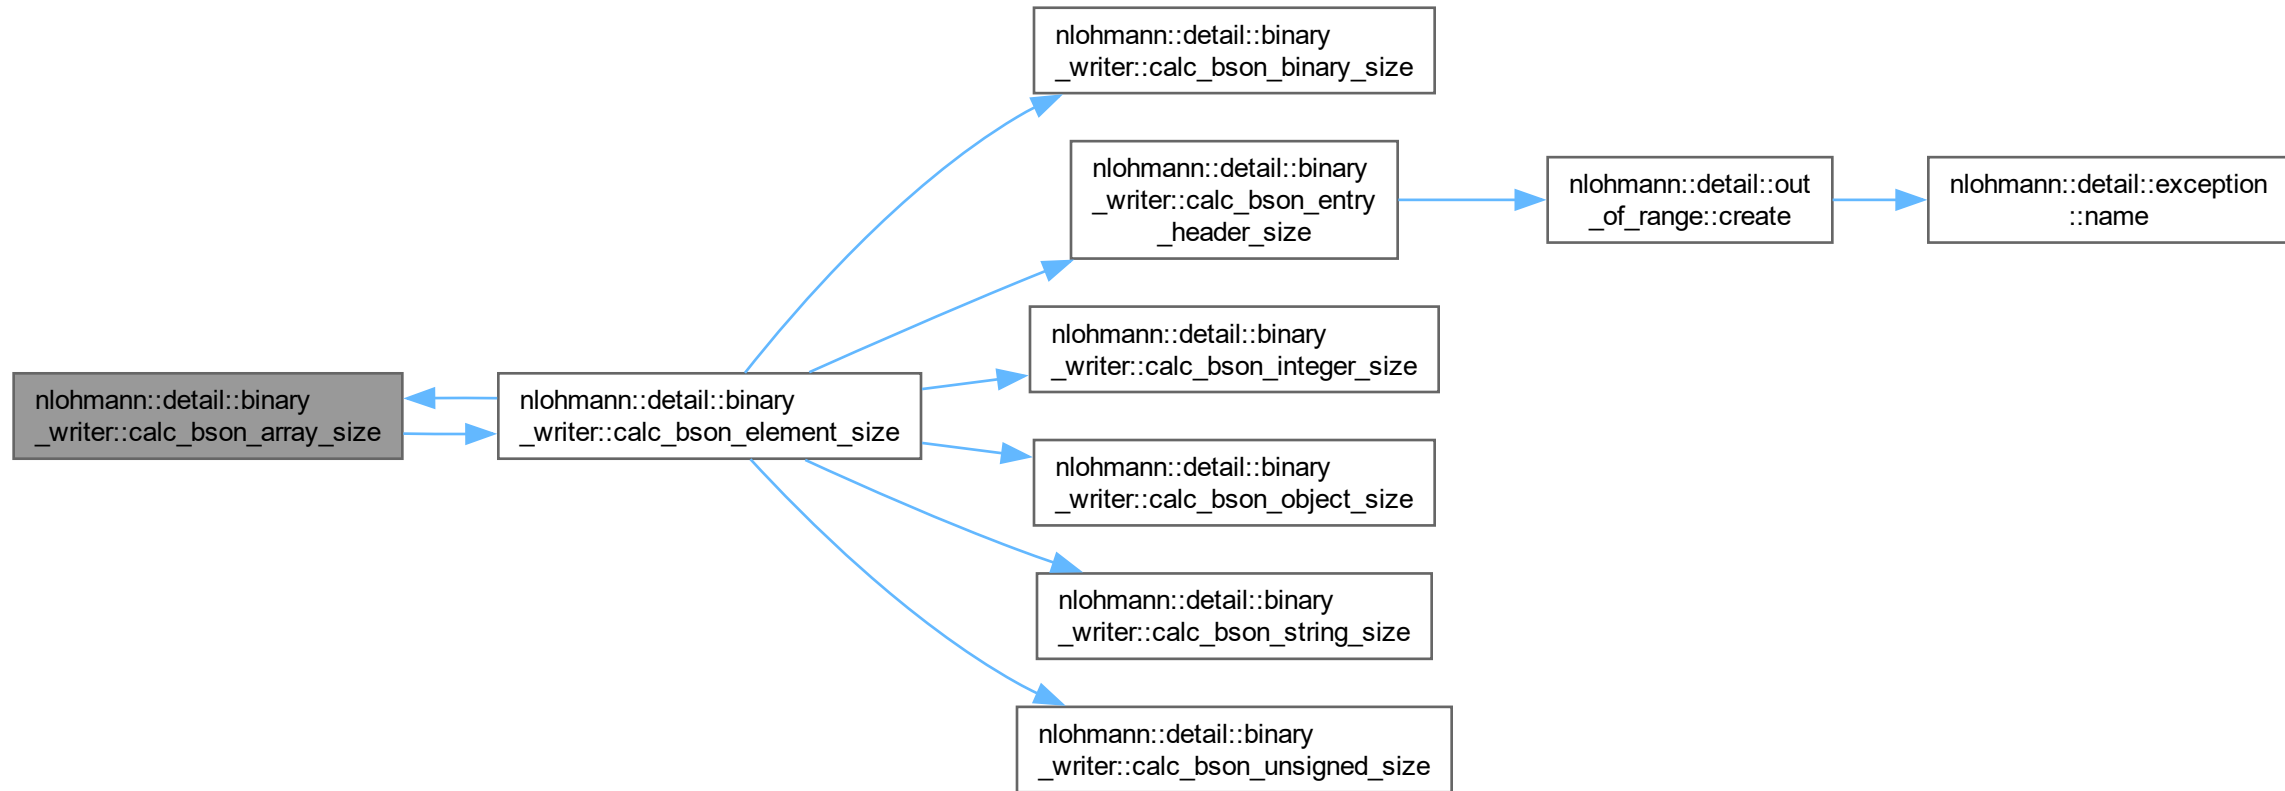 nlohmann::detail::binary
_writer::calc_bson_array_size
nlohmann::detail::binary
_writer::calc_bson_element_size
nlohmann::detail::binary
_writer::calc_bson_binary_size
nlohmann::detail::binary
_writer::calc_bson_entry
_header_size
nlohmann::detail::out
_of_range::create
nlohmann::detail::exception
::name
nlohmann::detail::binary
_writer::calc_bson_integer_size
nlohmann::detail::binary
_writer::calc_bson_object_size
nlohmann::detail::binary
_writer::calc_bson_string_size
nlohmann::detail::binary
_writer::calc_bson_unsigned_size